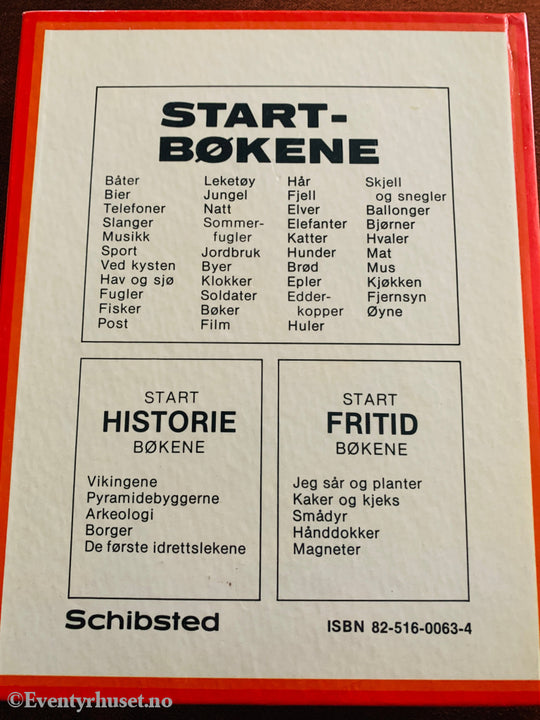 START-
BØKENE
Båter
Bier
Telefoner
Slanger
Musikk
Sport
Ved kysten
Hav og sjø
Fugler
Fisker
Post
Leketøy
Jungel
Natt
Sommer-
fugler
Jordbruk
Byer
Klokker
Soldater
Bøker
Film
Hår
Fjell
Elver
Elefanter
Katter
Hunder
Brød
Epler
Edder-
kopper
Huler
Skjell
og snegler
Ballonger
Bjørner
Hvaler
Mat
Mus
Kjøkken
Fjernsyn
Øyne
START
HISTORIE
BØKENE
Vikingene
Pyramidebyggerne
Arkeologi
Borger
De første idrettslekene
START
FRITID
BØKENE
Jeg sår og planter
Kaker og kjeks
Smådyr
Hånddokker
Magneter
Schibsted
ISBN 82-516-0063-4
©Eventyrhuset.no